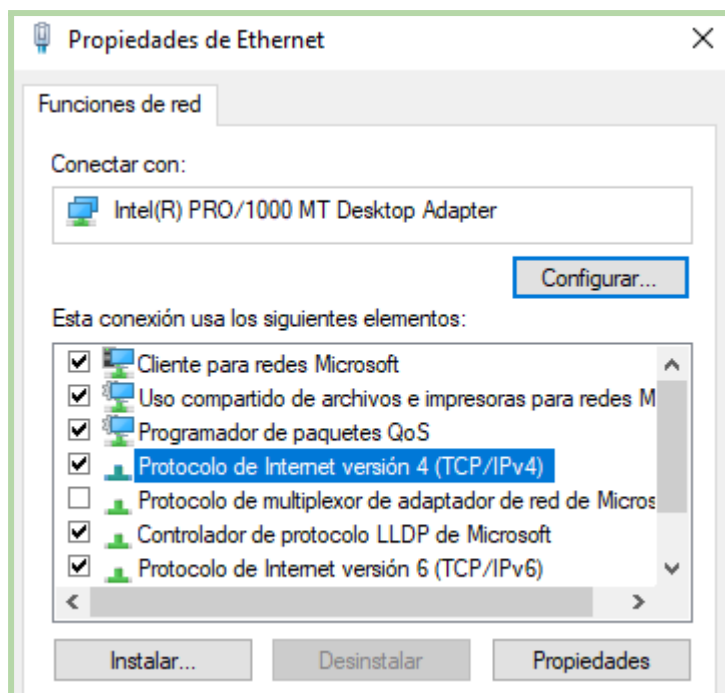 Propiedades de Ethernet
Funciones de red
Conectar con:
Intel(R) PRO/1000 MT Desktop Adapter
Configurar...
Esta conexión usa los siguientes elementos:
Cliente para redes Microsoft
Uso compartido de archivos e impresoras para redes M
Programador de paquetes QoS
Protocolo de Internet versión 4 (TCP/IPv4)
Protocolo de multiplexor de adaptador de red de Micros
Controlador de protocolo LLDP de Microsoft
Protocolo de Internet versión 6 (TCP/IPv6)
Instalar...
Desinstalar
Propiedades